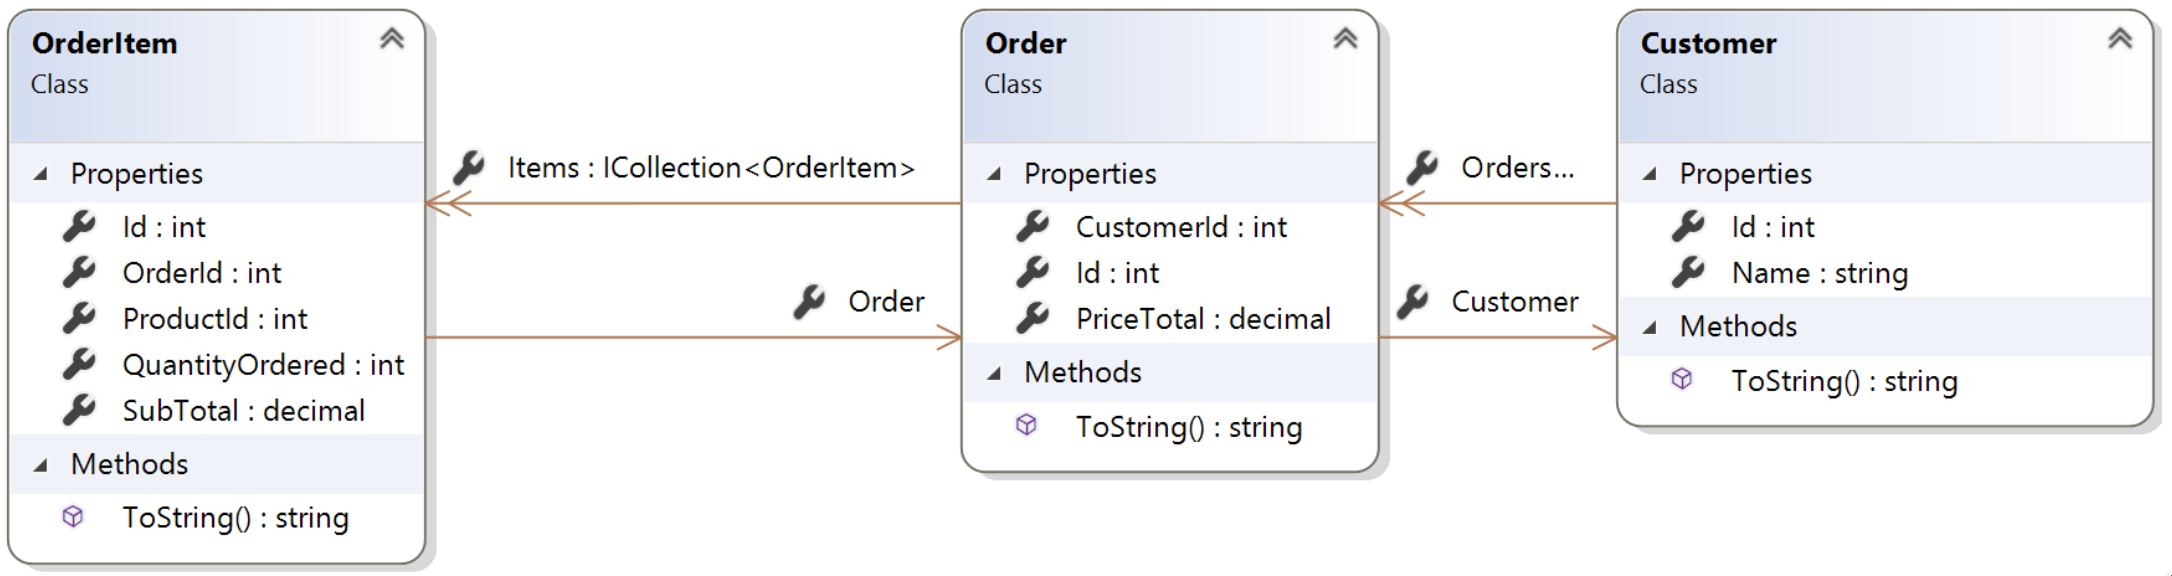 OrderItem
Class
Properties
Id : int
OrderId : int
ProductId : int
QuantityOrdered : int
SubTotal : decimal
Methods
ToString() : string
Items : ICollection<OrderItem>
Order
Order
Class
Properties
CustomerId : int
Id : int
PriceTotal : decimal
Methods
ToString() : string
Orders...
Customer
Customer
Class
Properties
Id : int
Name : string
Methods
ToString() : string